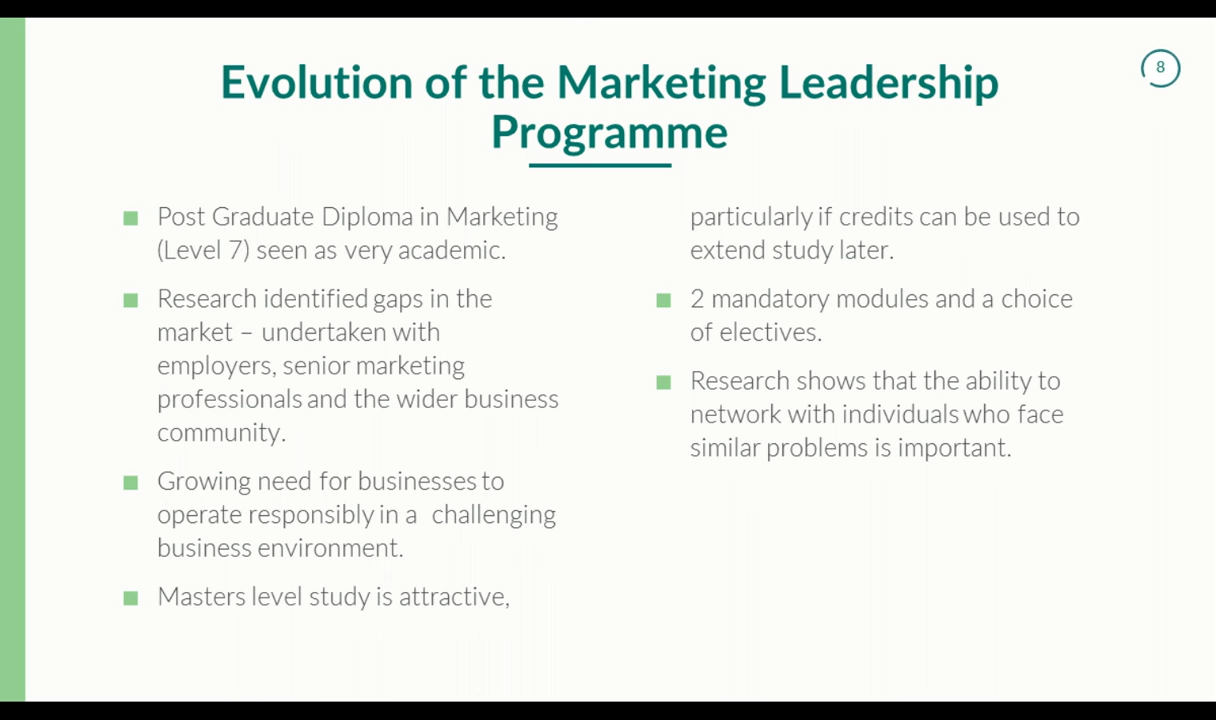 Evolution of the Marketing Leadership
Programme
8
Post Graduate Diploma in Marketing
(Level 7) seen as very academic.
Research identified gaps in the
market – undertaken with
employers, senior marketing
professionals and the wider business
community.
Growing need for businesses to
operate responsibly in a challenging
business environment.
Masters level study is attractive,
particularly if credits can be used to
extend study later.
2 mandatory modules and a choice
of electives.
Research shows that the ability to
network with individuals who face
similar problems is important.